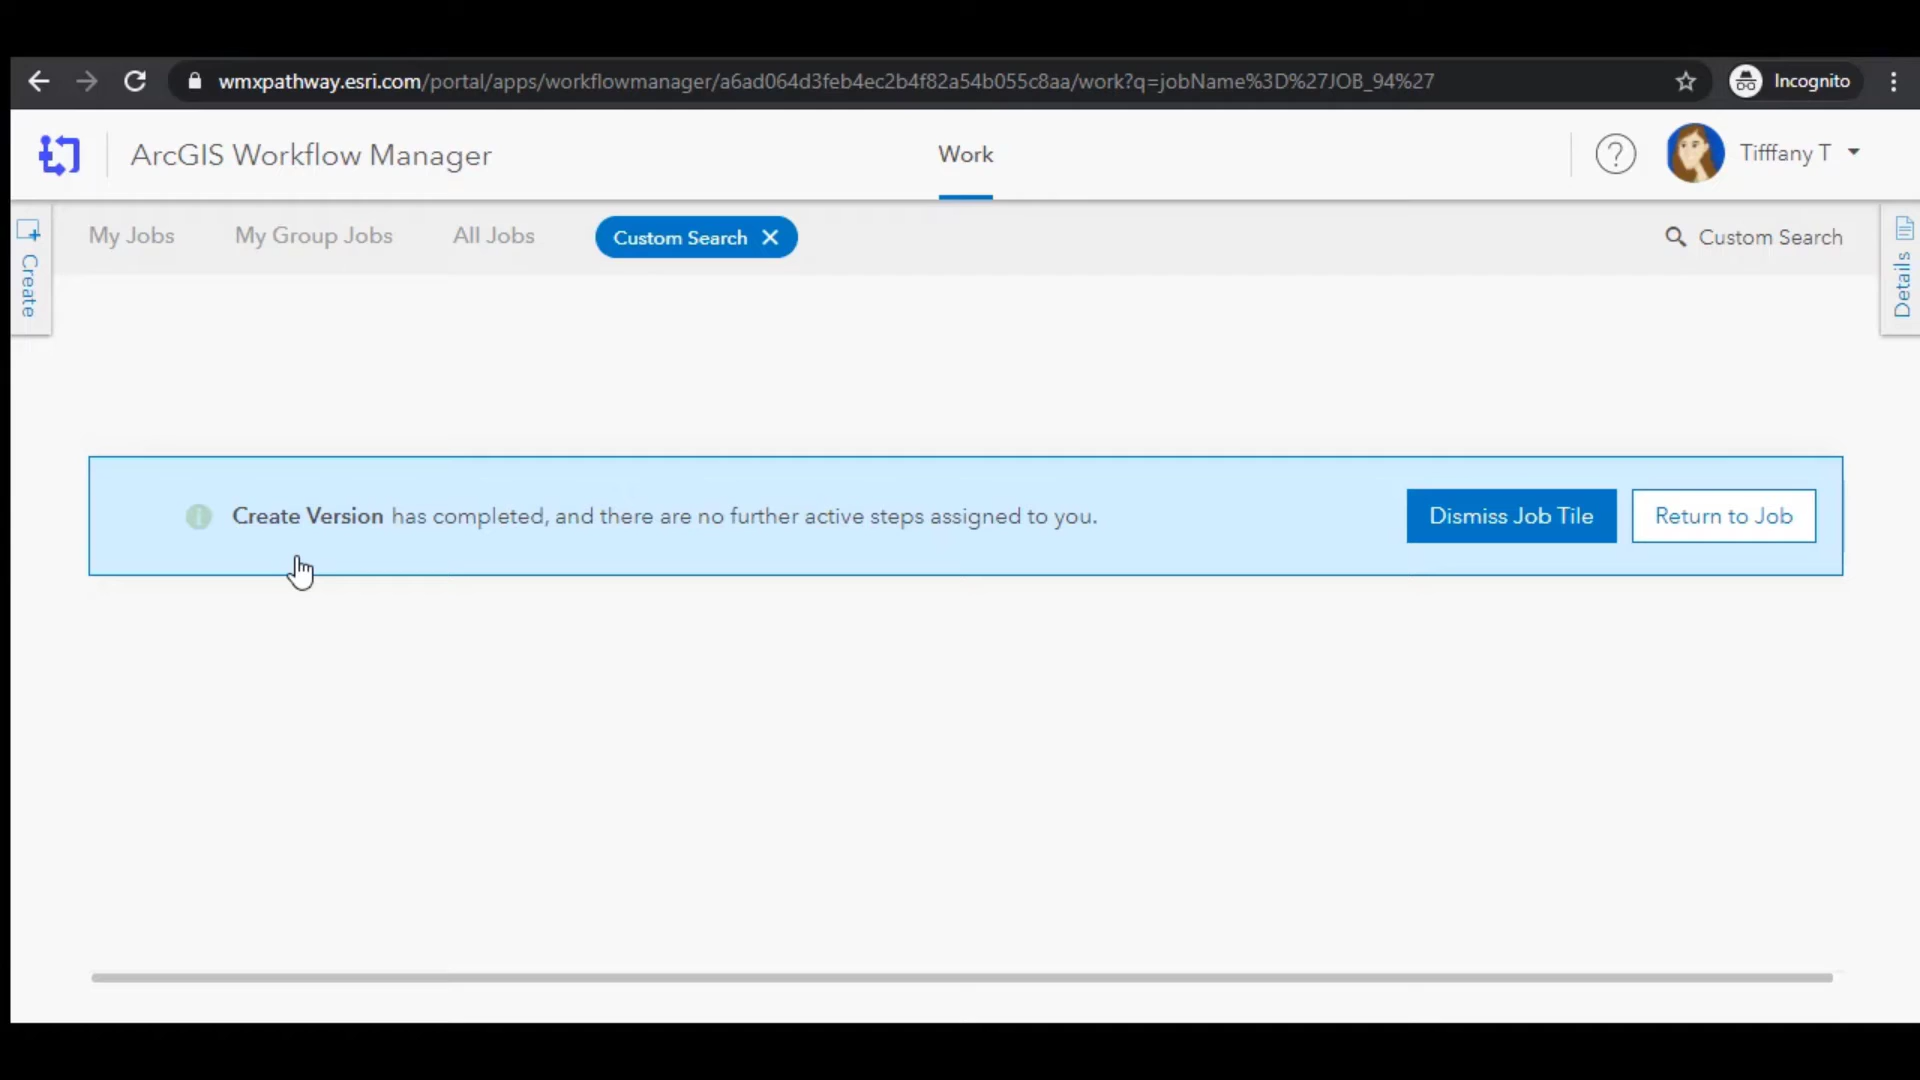 wmxpathway.esri.com/portal/apps/workflowmanager/a6ad064d3feb4ec2b4f82a54b055c8aa/work?q=jobName%3D%27JOB_94%27
Incognito
ArcGIS Workflow Manager
Work
Tifffany T
Create
My Jobs
My Group Jobs
All Jobs
Custom Search
Custom Search
Details
Create Version has completed, and there are no further active steps assigned to you.
Dismiss Job Tile
Return to Job